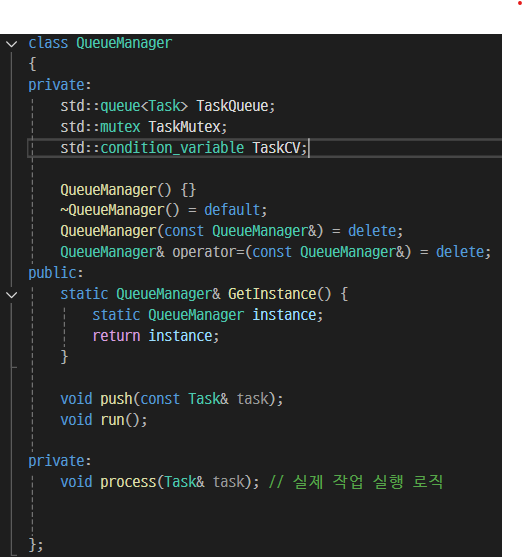 class QueueManager
{
private:
    std::queue<Task> TaskQueue;
    std::mutex TaskMutex;
    std::condition_variable TaskCV;
    QueueManager() {}
    ~QueueManager() = default;
    QueueManager(const QueueManager&) = delete;
    QueueManager& operator=(const QueueManager&) = delete;
public:
    static QueueManager& GetInstance() {
        static QueueManager instance;
        return instance;
    }
    void push(const Task& task);
    void run();
private:
    void process(Task& task); // 실제 작업 실행 로직
};